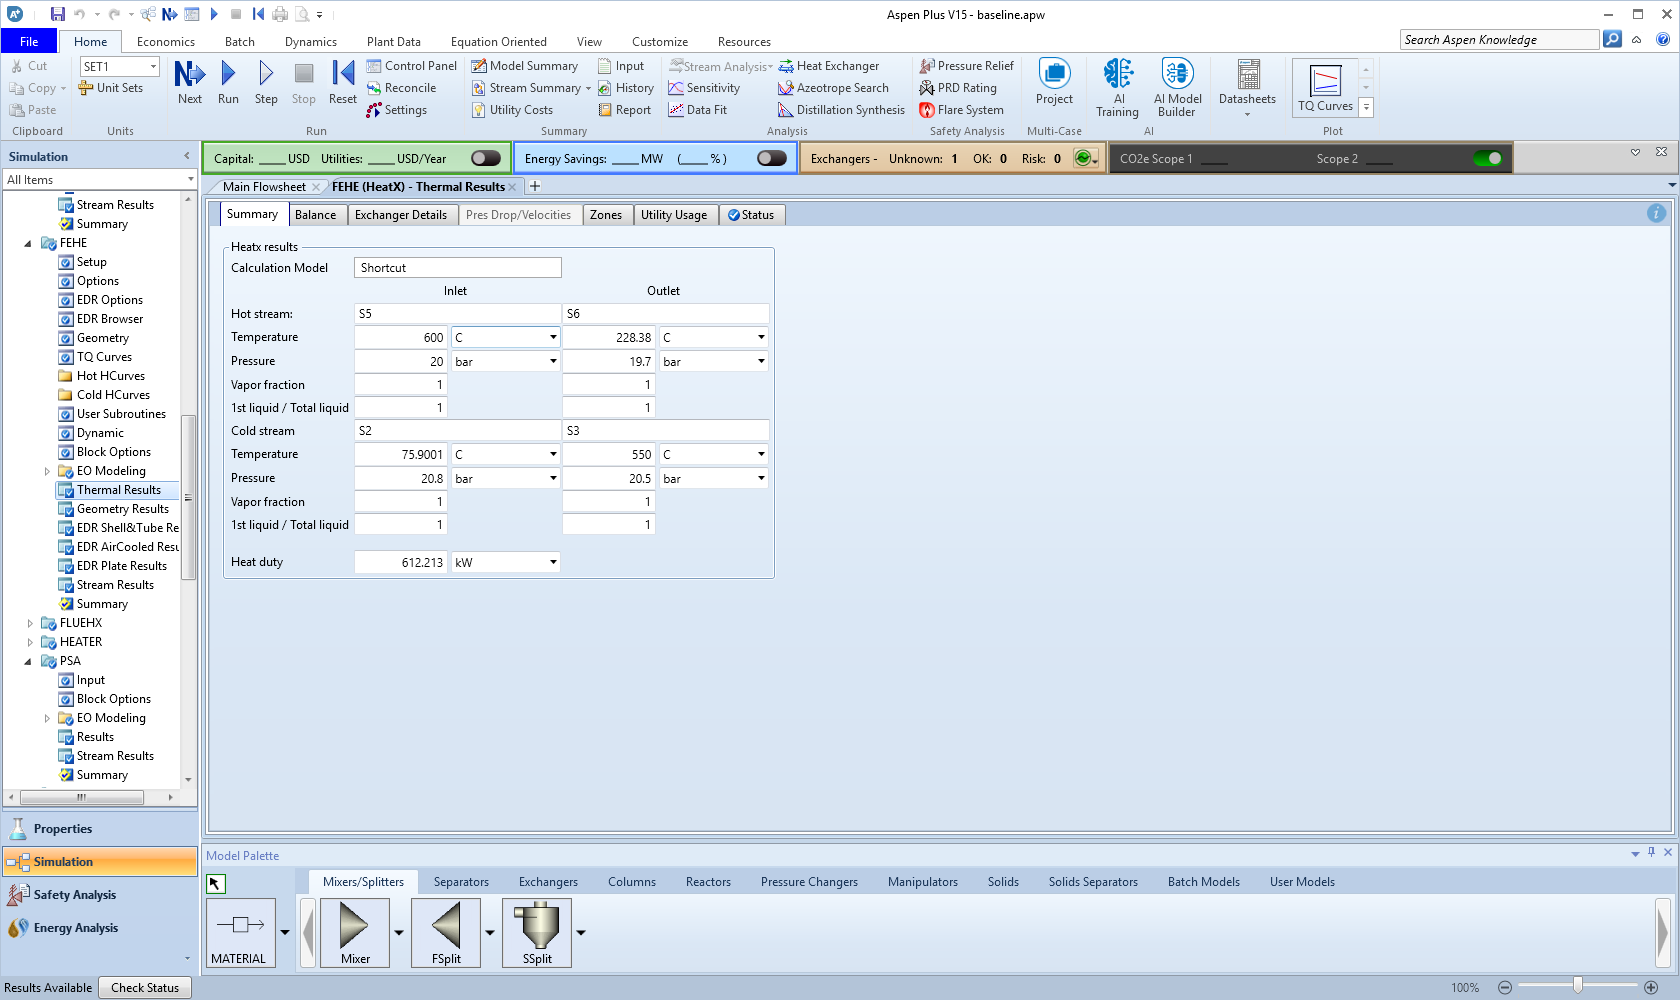 Aspen Plus V15 - baseline.apw
File Home Economics Batch Dynamics Plant Data Equation Oriented View Customize Resources Search Aspen Knowledge
Cut Copy Paste Clipboard
SET1 Unit Sets Units
Next Run Step Stop Reset Control Panel Reconcile Settings Run
Model Summary Stream Summary Utility Costs Input History Report Summary
Stream Analysis Sensitivity Data Fit Heat Exchanger Azeotrope Search Distillation Synthesis Analysis
Pressure Relief PRD Rating Flare System Safety Analysis
Project Multi-Case
AI Training AI Model Builder AI
Datasheets
TQ Curves Plot
Simulation
All Items
Capital: ____ USD Utilities: ____ USD/Year
Energy Savings: ____ MW (____ %)
Exchangers - Unknown: 1 OK: 0 Risk: 0
CO2e Scope 1 ____ Scope 2 ____
Main Flowsheet
FEHE (HeatX) - Thermal Results
Stream Results
Summary
FEHE
Setup
Options
EDR Options
EDR Browser
Geometry
TQ Curves
Hot HCurves
Cold HCurves
User Subroutines
Dynamic
Block Options
EO Modeling
Thermal Results
Geometry Results
EDR Shell&Tube Re
EDR AirCooled Resu
EDR Plate Results
Stream Results
Summary
FLUEHX
HEATER
PSA
Input
Block Options
EO Modeling
Results
Stream Results
Summary
Properties
Simulation
Safety Analysis
Energy Analysis
Summary Balance Exchanger Details Pres Drop/Velocities Zones Utility Usage Status
Heatx results
Calculation Model Shortcut
Inlet Outlet
Hot stream: S5 S6
Temperature 600 C 228.38 C
Pressure 20 bar 19.7 bar
Vapor fraction 1 1
1st liquid / Total liquid 1 1
Cold stream S2 S3
Temperature 75.9001 C 550 C
Pressure 20.8 bar 20.5 bar
Vapor fraction 1 1
1st liquid / Total liquid 1 1
Heat duty 612.213 kW
Model Palette
Mixers/Splitters Separators Exchangers Columns Reactors Pressure Changers Manipulators Solids Solids Separators Batch Models User Models
MATERIAL Mixer FSplit SSplit
Results Available Check Status 100%